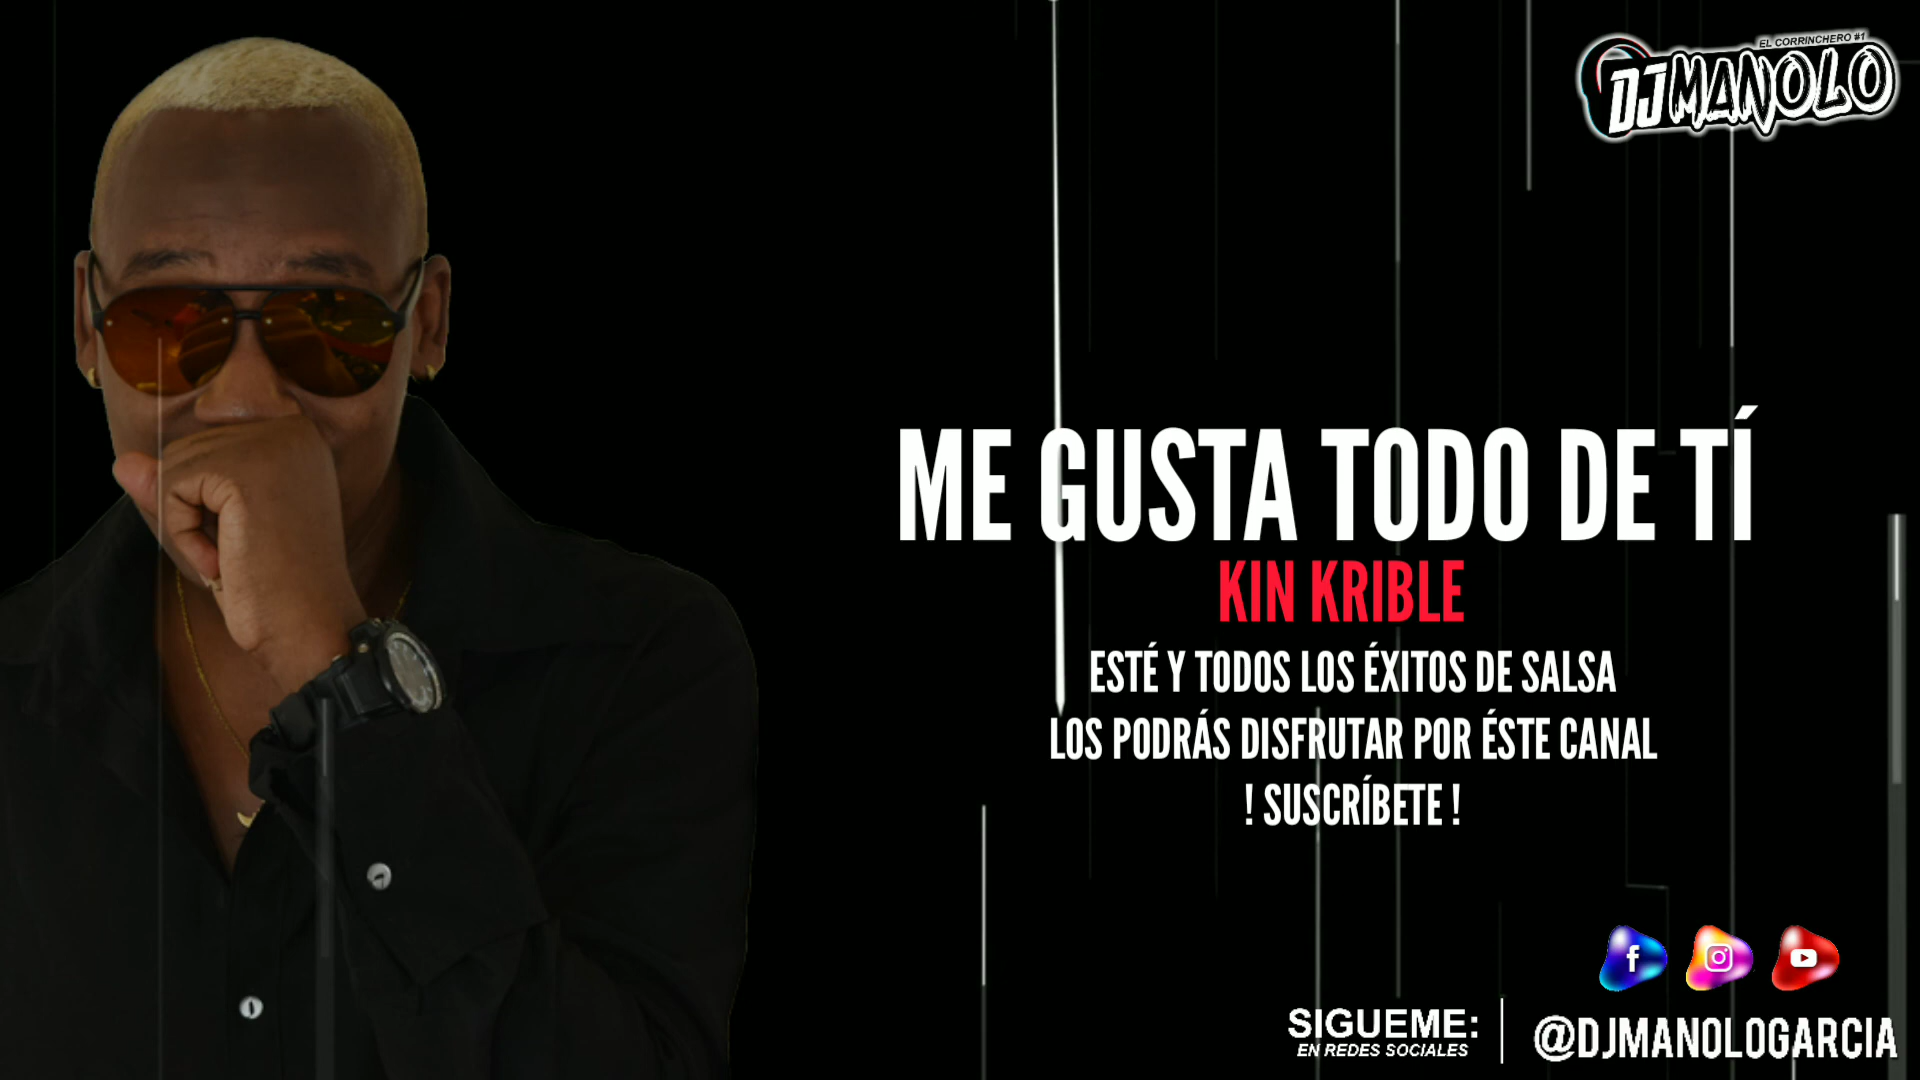 EL CORRINCHERO #1
DJ MANOLO
ME GUSTA TODO DE TÍ
KIN KRIBLE
ESTÉ Y TODOS LOS ÉXITOS DE SALSA
LOS PODRÁS DISFRUTAR POR ÉSTE CANAL
! SUSCRÍBETE !
SIGUEME:
EN REDES SOCIALES
@DJMANOLOGARCIA